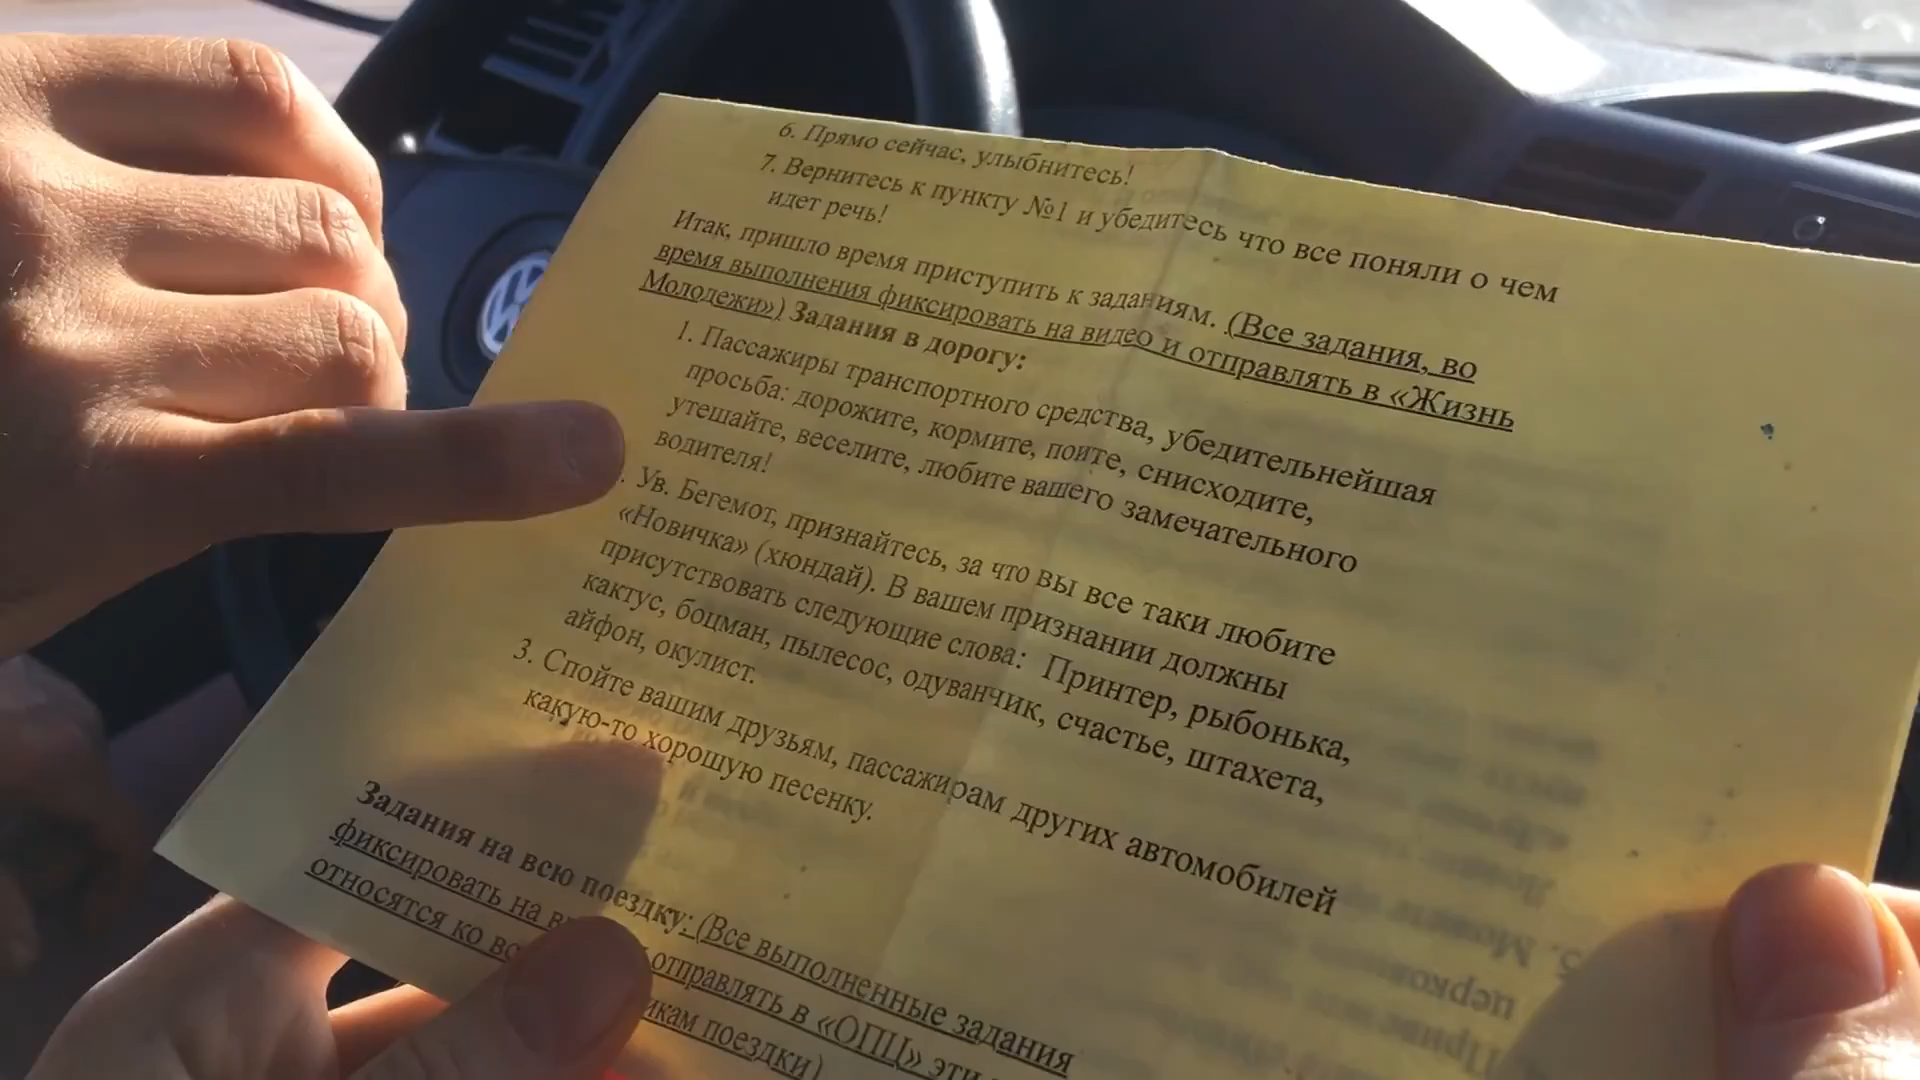 6. Прямо сейчас, улыбнитесь!
7. Вернитесь к пункту №1 и убедитесь что все поняли о чем
идет речь!
Итак, пришло время приступить к заданиям. (Все задания, во
время выполнения фиксировать на видео и отправлять в «Жизнь
Молодежи») Задания в дорогу:
1. Пассажиры транспортного средства, убедительнейшая
просьба: дорожите, кормите, поите, снисходите,
утешайте, веселите, любите вашего замечательного
водителя!
. Ув. Бегемот, признайтесь, за что вы все таки любите
«Новичка» (хюндай). В вашем признании должны
присутствовать следующие слова: Принтер, рыбонька,
кактус, боцман, пылесос, одуванчик, счастье, штахета,
айфон, окулист.
3. Спойте вашим друзьям, пассажирам других автомобилей
какую-то хорошую песенку.
Задания на всю поездку: (Все выполненные задания
фиксировать на отправлять в «ОПЦ» эти
относятся ко поездки)